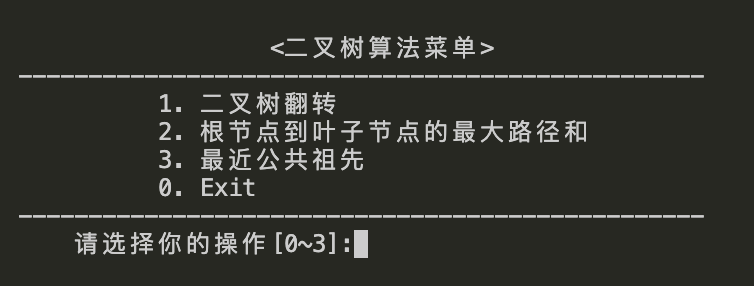 <二叉树算法菜单>
1. 二叉树翻转
2. 根节点到叶子节点的最大路径和
3. 最近公共祖先
0. Exit
请选择你的操作[0~3]: